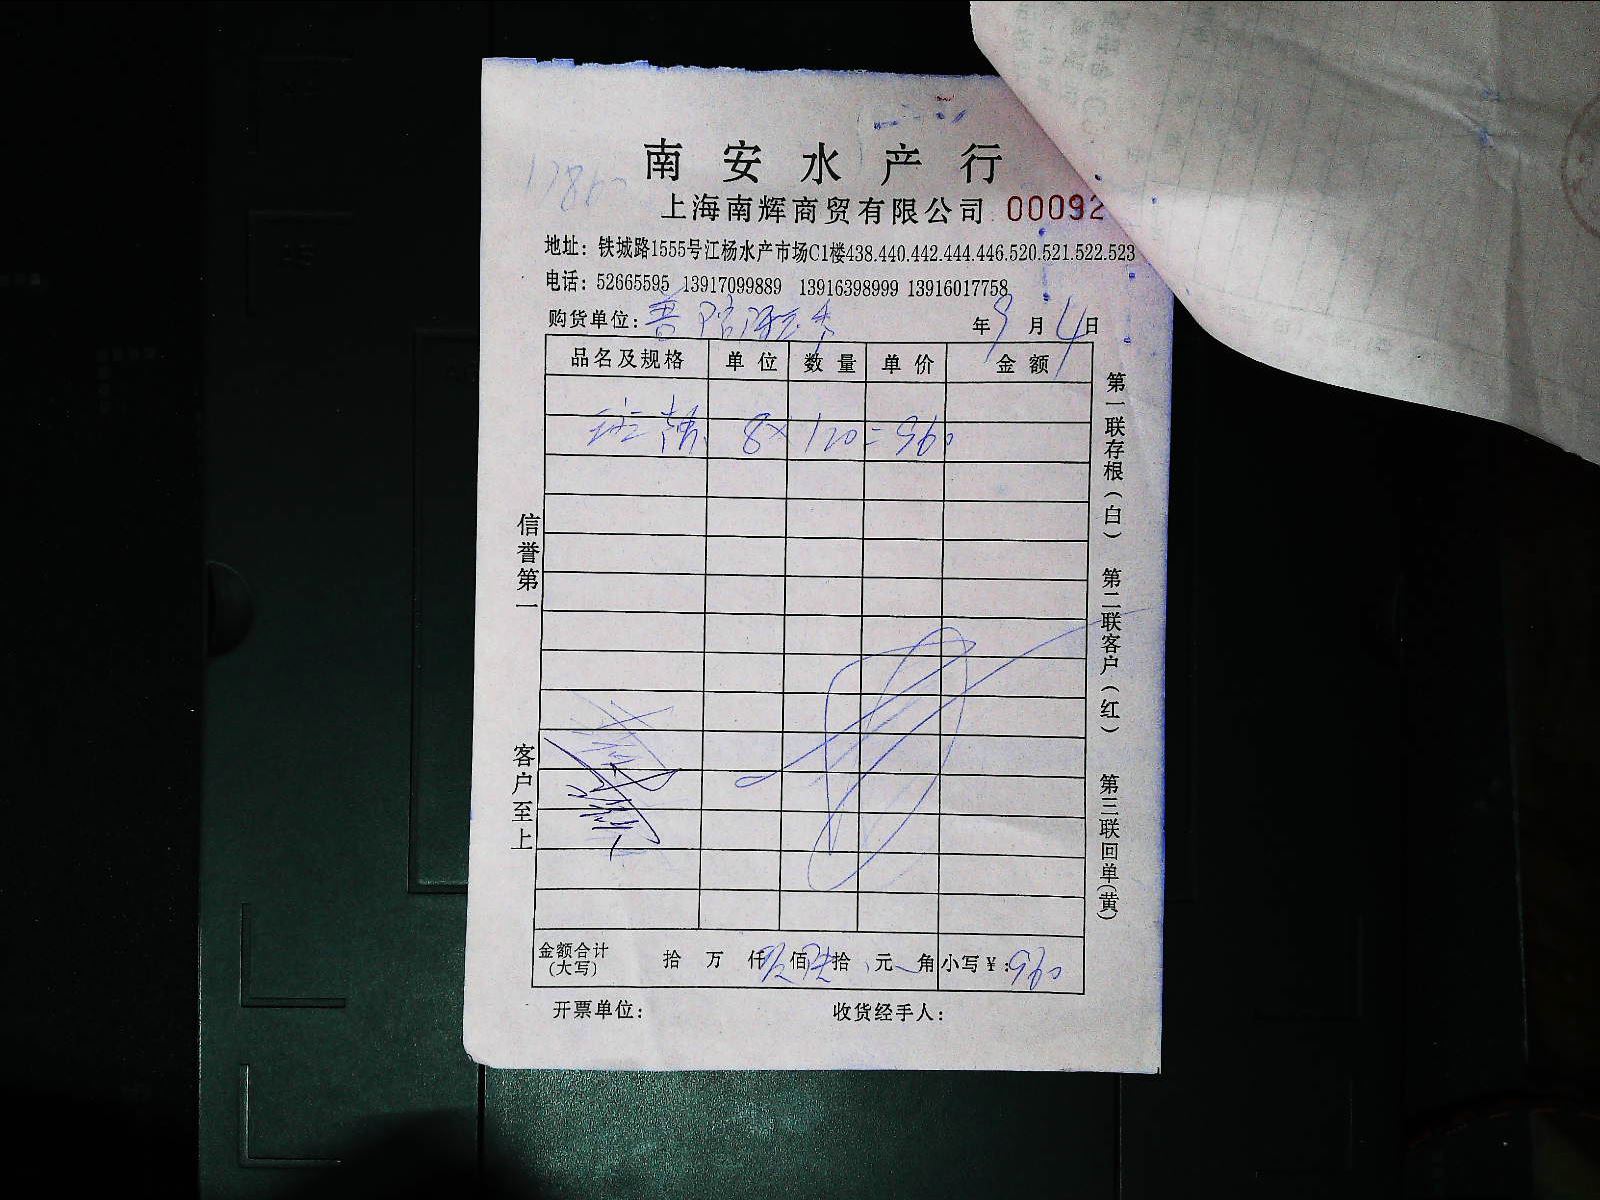 南安水产行
上海南辉商贸有限公司 00092
地址：铁城路1555号江杨水产市场C1楼438.440.442.444.446.520.521.522.523
电话：52665595 13917099889 13916398999 13916017758
购货单位：普陀 年9月4日
品名及规格 单位 数量 单价 金额
8×120=960
金额合计（大写） 拾 万 仟玖佰陆拾 元 角 小写￥：960
开票单位： 收货经手人：
信誉第一
客户至上
第一联存根（白）
第二联客户（红）
第三联回单（黄）